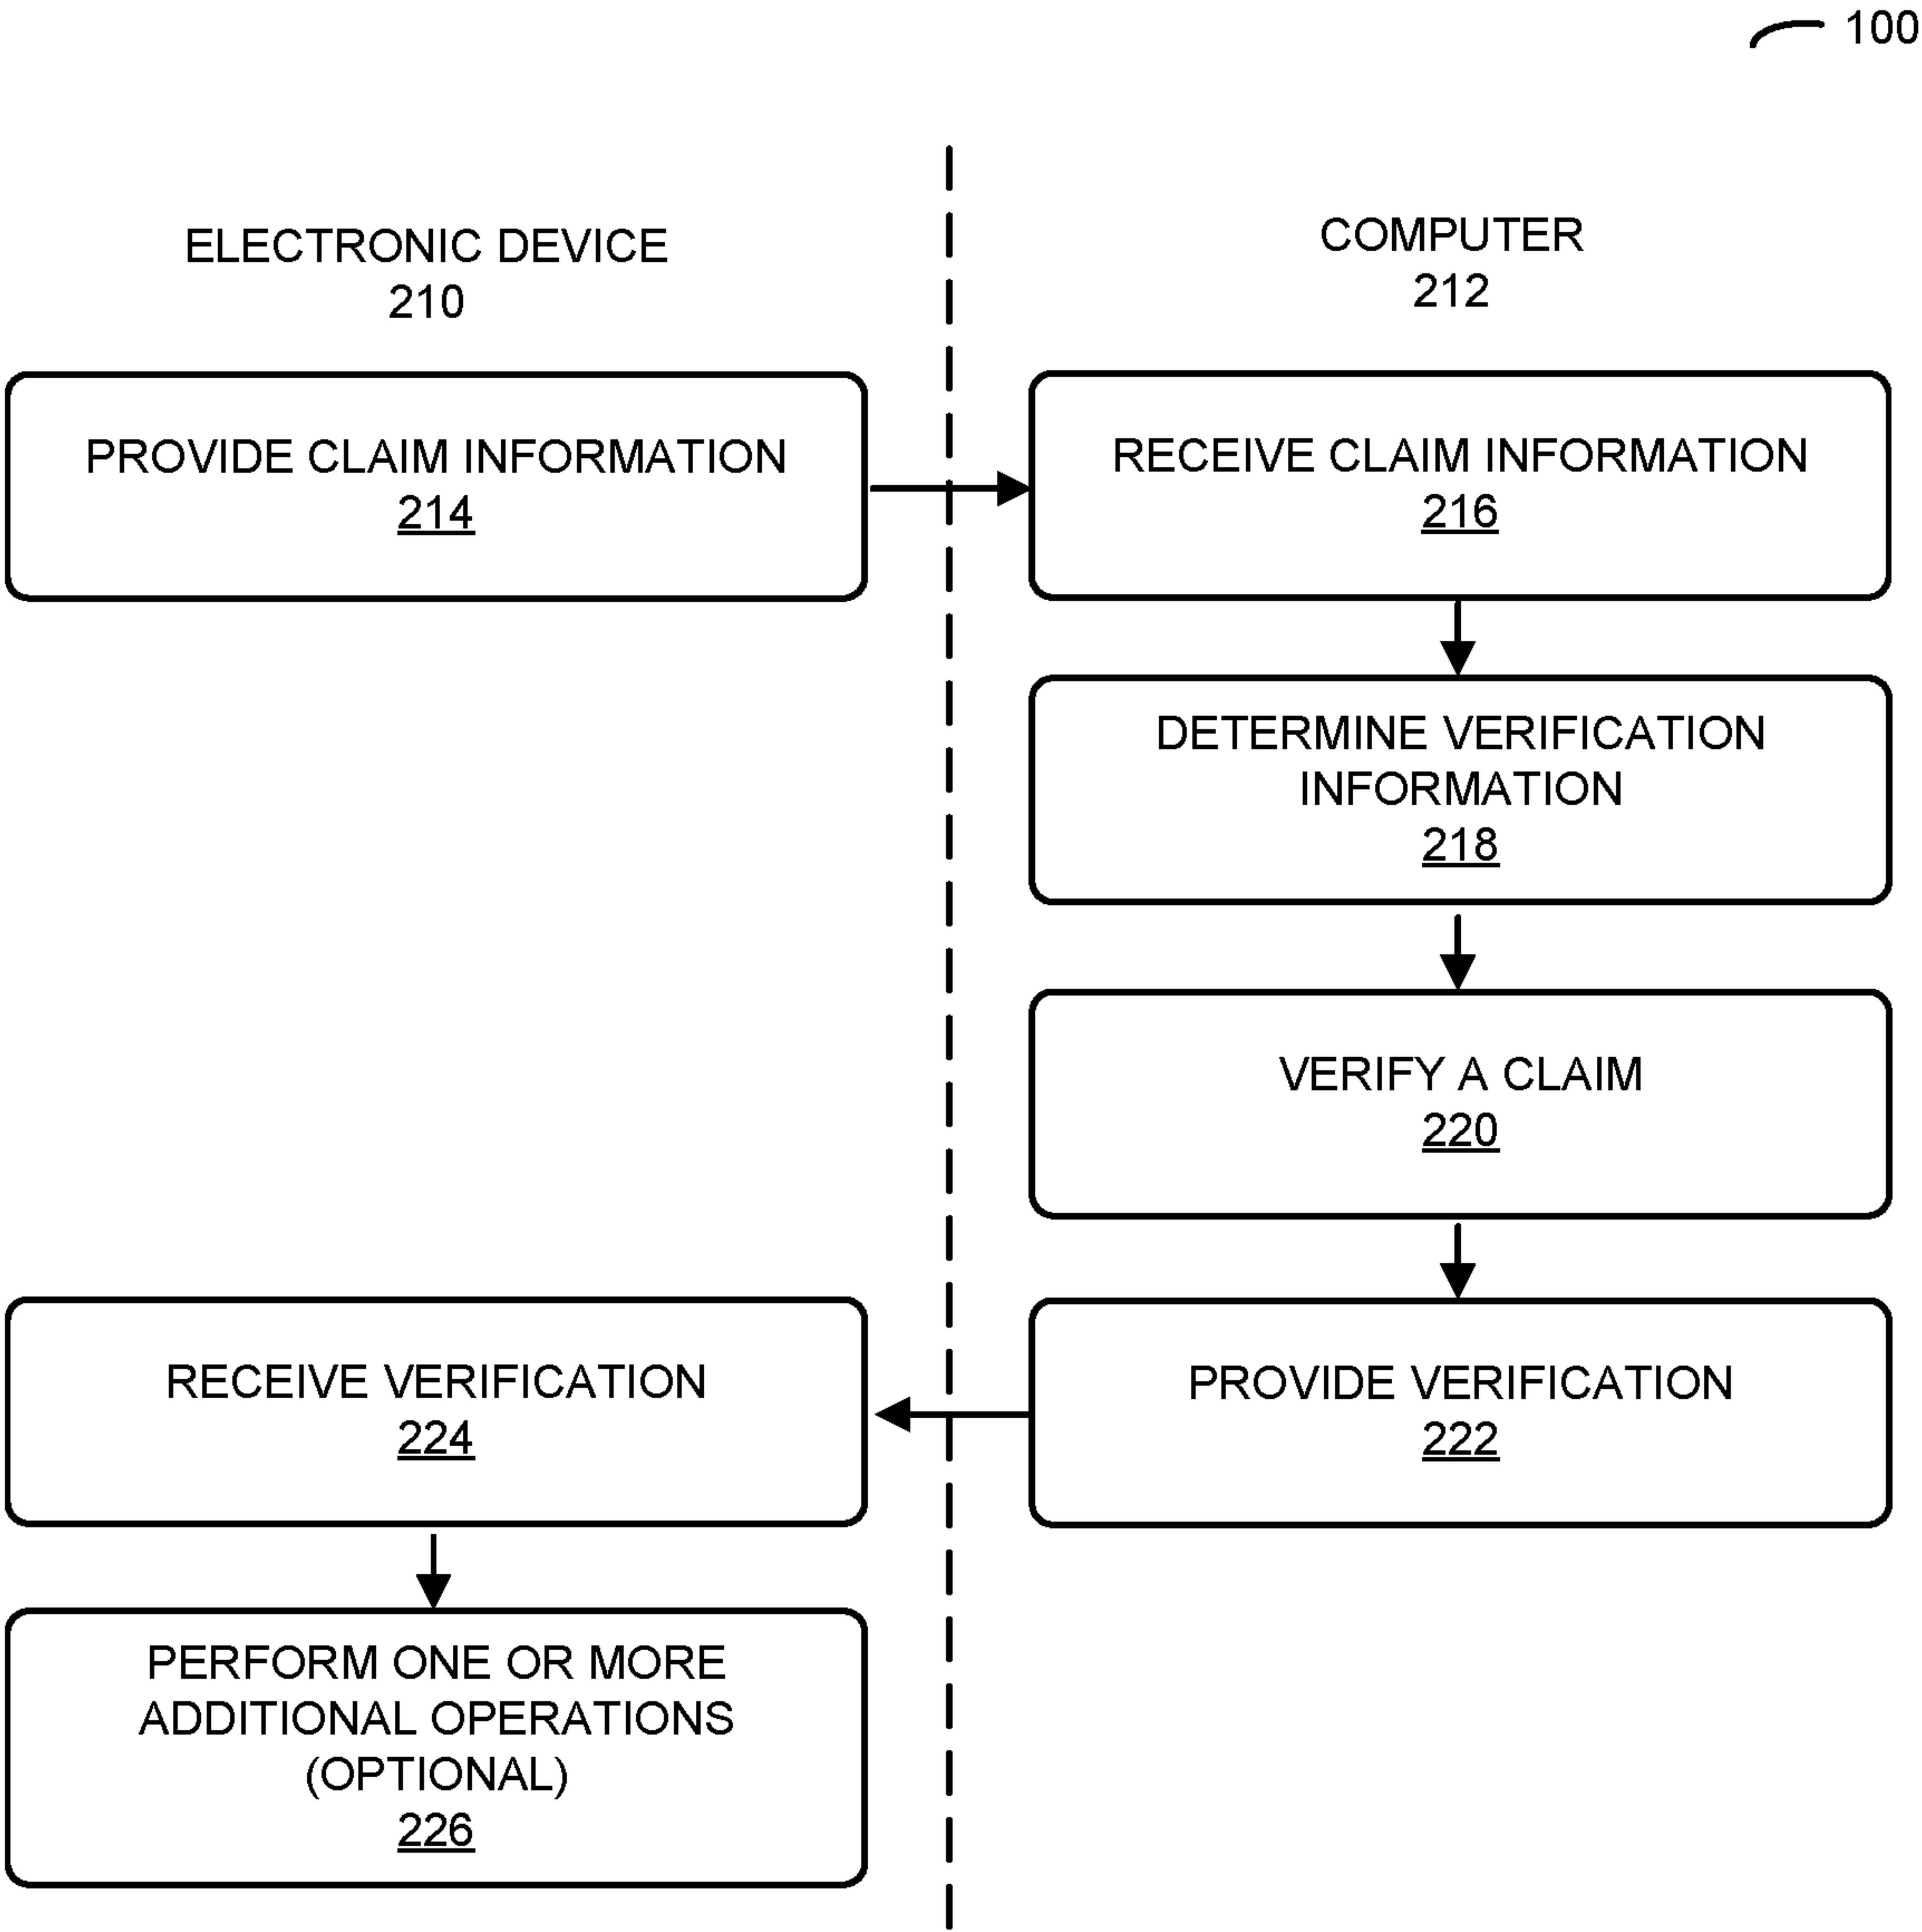 100
ELECTRONIC DEVICE
210
COMPUTER
212
PROVIDE CLAIM INFORMATION
214
RECEIVE CLAIM INFORMATION
216
DETERMINE VERIFICATION
INFORMATION
218
VERIFY A CLAIM
220
PROVIDE VERIFICATION
222
RECEIVE VERIFICATION
224
PERFORM ONE OR MORE
ADDITIONAL OPERATIONS
(OPTIONAL)
226